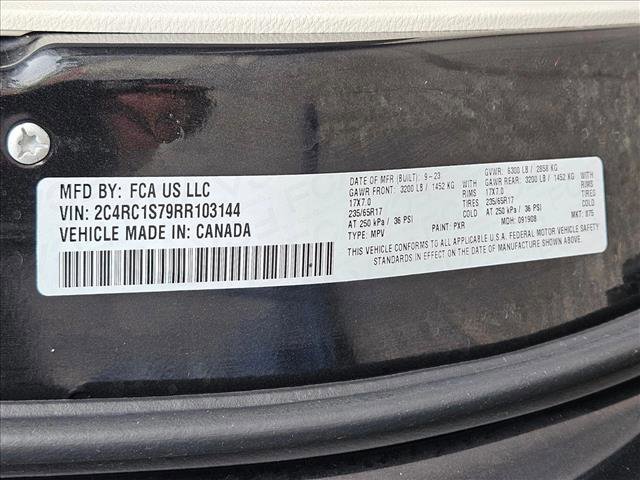 MFD BY: FCA US LLC
VIN: 2C4RC1S79RR103144
VEHICLE MADE IN: CANADA
DATE OF MFR (BUILT): 9-23 GVWR: 6300 LB / 2858 KG
GAWR FRONT: 3200 LB / 1452 KG WITH GAWR REAR: 3200 LB / 1452 KG WITH
17X7.0 RIMS 17X7.0 RIMS
235/65R17 TIRES 235/65R17 TIRES
AT 250 kPa / 36 PSI COLD AT 250 kPa / 36 PSI COLD
TYPE: MPV PAINT: PXR MDH: 091908 MKT: 875
THIS VEHICLE CONFORMS TO ALL APPLICABLE U.S.A. FEDERAL MOTOR VEHICLE SAFETY
STANDARDS IN EFFECT ON THE DATE OF MANUFACTURE SHOWN ABOVE.